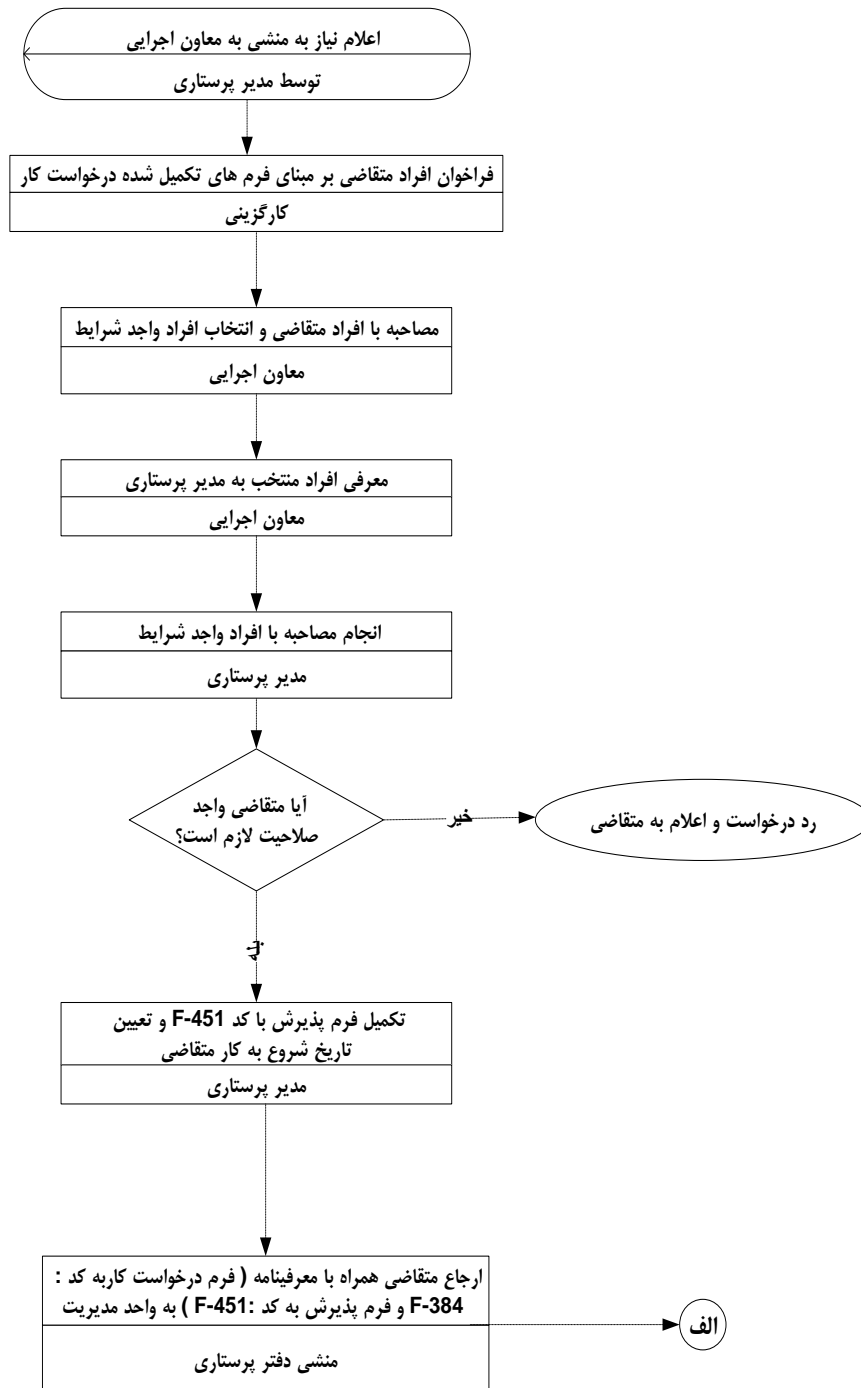 اعلام نیاز به منشی به معاون اجرایی
توسط مدیر پرستاری
فراخوان افراد متقاضی بر مبنای فرم های تکمیل شده درخواست کار
کارگزینی
مصاحبه با افراد متقاضی و انتخاب افراد واجد شرایط
معاون اجرایی
معرفی افراد منتخب به مدیر پرستاری
معاون اجرایی
انجام مصاحبه با افراد واجد شرایط
مدیر پرستاری
آیا متقاضی واجد
صلاحیت لازم است؟
خیر
رد درخواست و اعلام به متقاضی
بله
تکمیل فرم پذیرش با کد F-451 و تعیین
تاریخ شروع به کار متقاضی
مدیر پرستاری
ارجاع متقاضی همراه با معرفینامه ( فرم درخواست کاربه کد :
F-384 و فرم پذیرش به کد :F-451 ) به واحد مدیریت
منشی دفتر پرستاری
الف